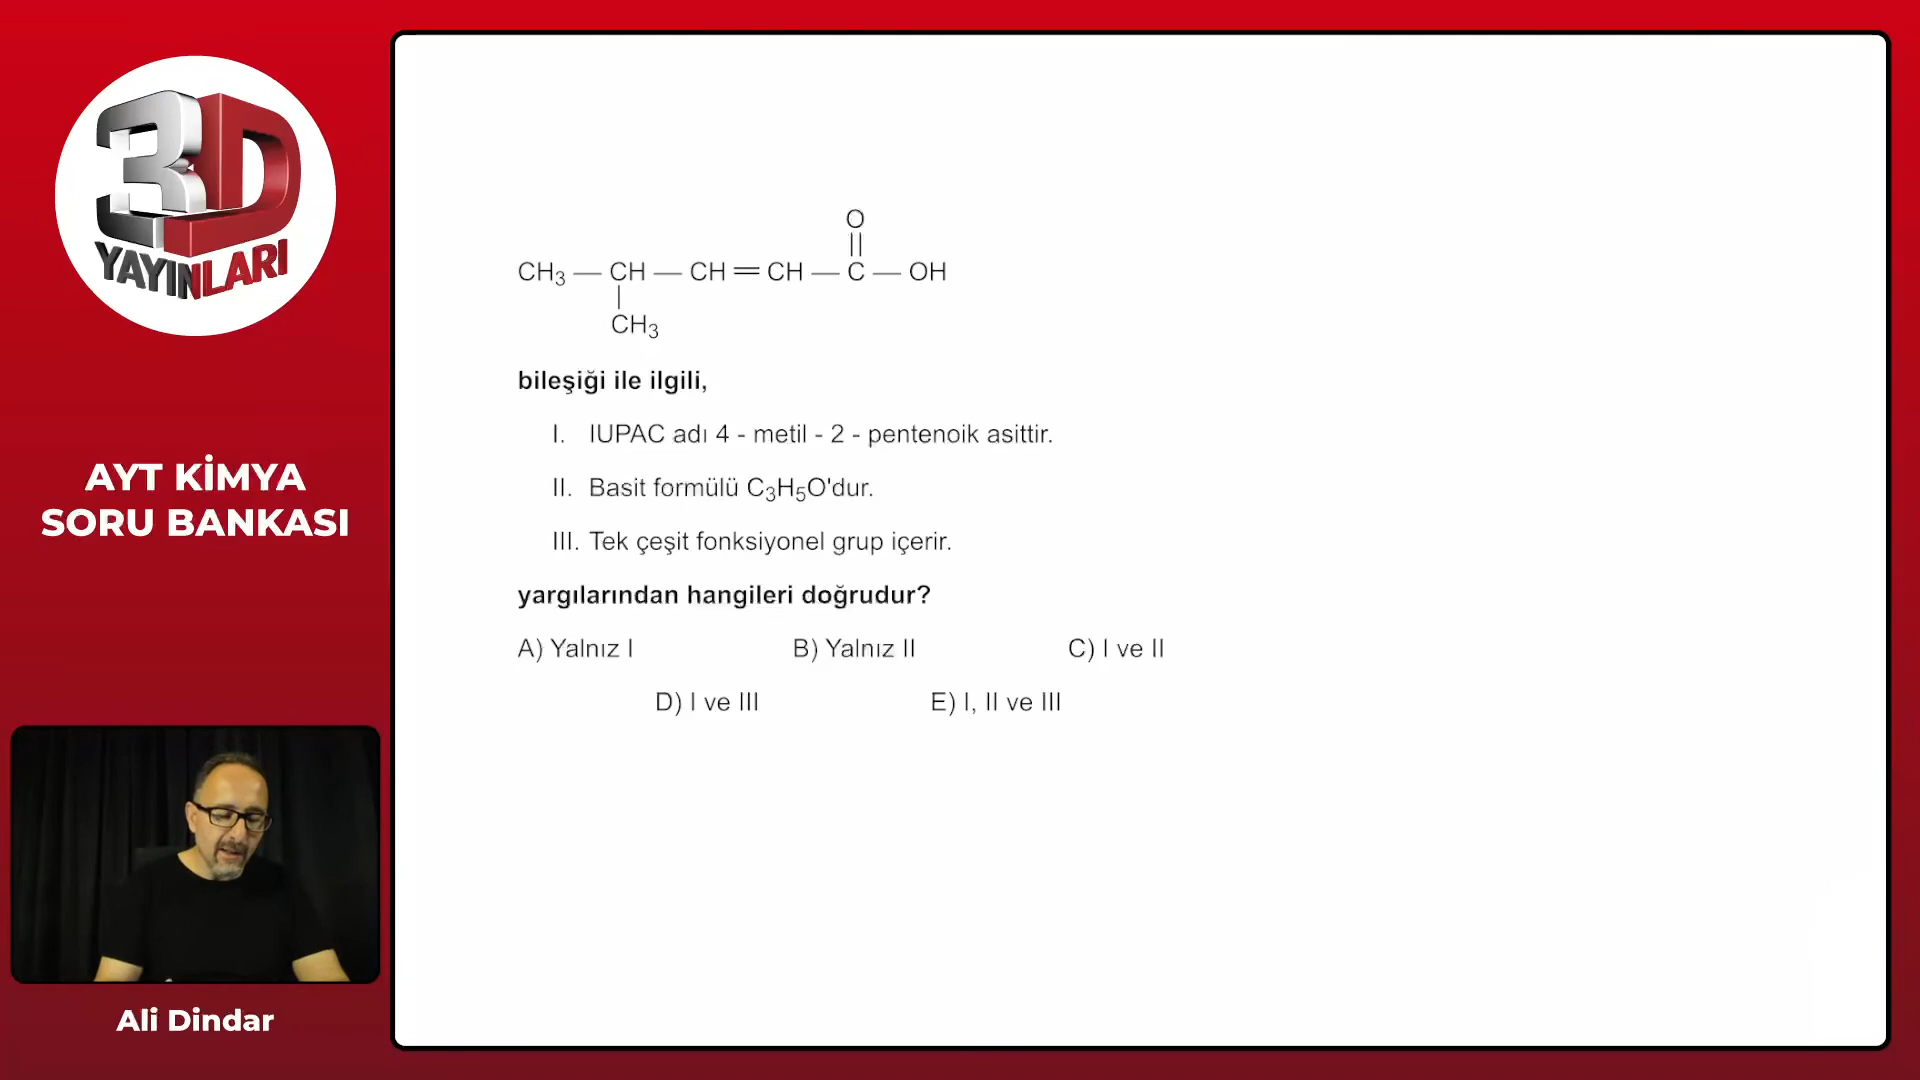 3D
YAYINLARI
AYT KİMYA
SORU BANKASI
Ali Dindar
O
CH₃ — CH — CH = CH — C — OH
CH₃
bileşiği ile ilgili,
I. IUPAC adı 4 - metil - 2 - pentenoik asittir.
II. Basit formülü C₃H₅O'dur.
III. Tek çeşit fonksiyonel grup içerir.
yargılarından hangileri doğrudur?
A) Yalnız I B) Yalnız II C) I ve II
D) I ve III E) I, II ve III